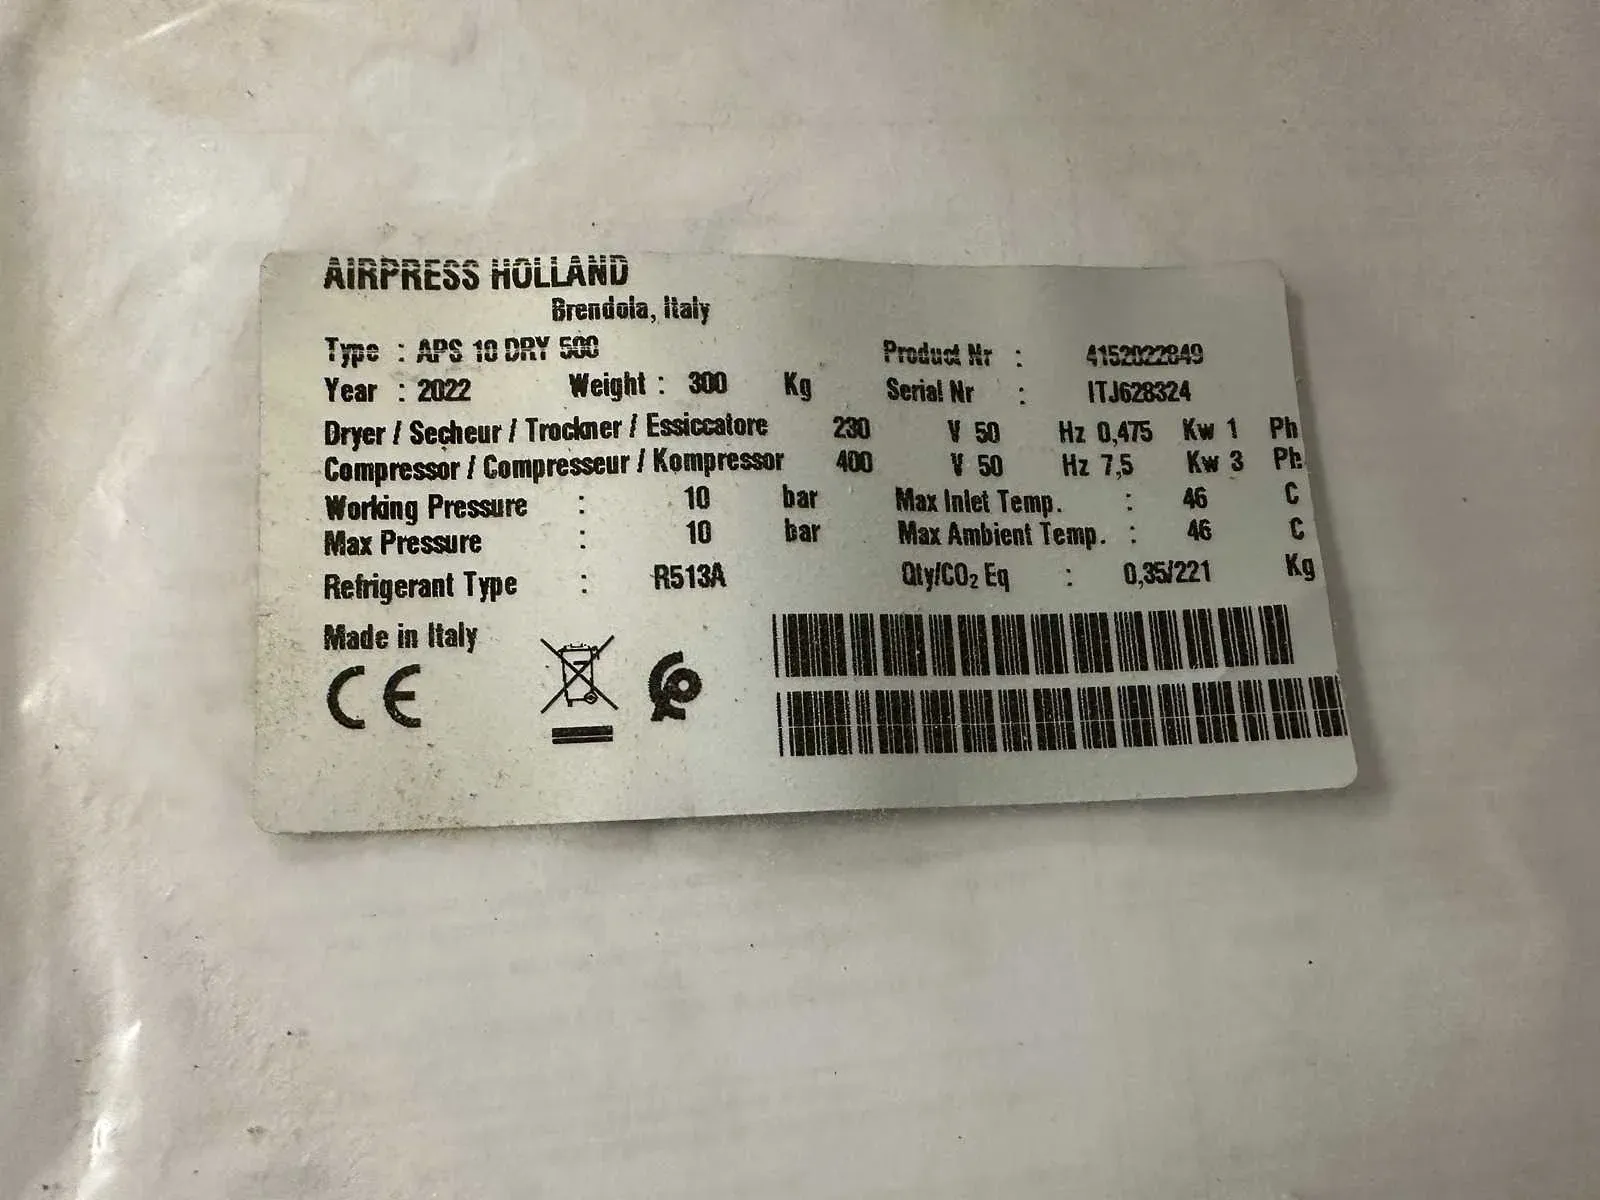 AIRPRESS HOLLAND
Brendola, Italy
Type : APS 10 DRY 500 Product Nr : 4152022849
Year : 2022 Weight : 300 Kg Serial Nr : ITJ628324
Dryer / Secheur / Trockner / Essiccatore 230 V 50 Hz 0,475 Kw 1 Ph
Compressor / Compresseur / Kompressor 400 V 50 Hz 7,5 Kw 3 Ph
Working Pressure : 10 bar Max Inlet Temp. : 46 C
Max Pressure : 10 bar Max Ambient Temp. : 46 C
Refrigerant Type : R513A Qty/CO₂ Eq : 0,35/221 Kg
Made in Italy
CE